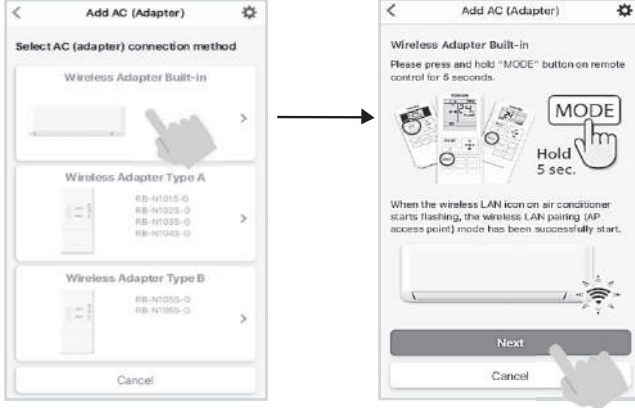 Add AC (Adapter)
Select AC (adapter) connection method
Wireless Adapter Built-in
Wireless Adapter Type A
RB-N101S-G
RB-N102S-G
RB-N103S-G
RB-N104S-G
Wireless Adapter Type B
RB-N105S-G
RB-N106S-G
Cancel
Add AC (Adapter)
Wireless Adapter Built-in
Please press and hold "MODE" button on remote
control for 5 seconds.
MODE
Hold
5 sec.
When the wireless LAN icon on air conditioner
starts flashing, the wireless LAN pairing (AP
access point) mode has been successfully start.
Next
Cancel